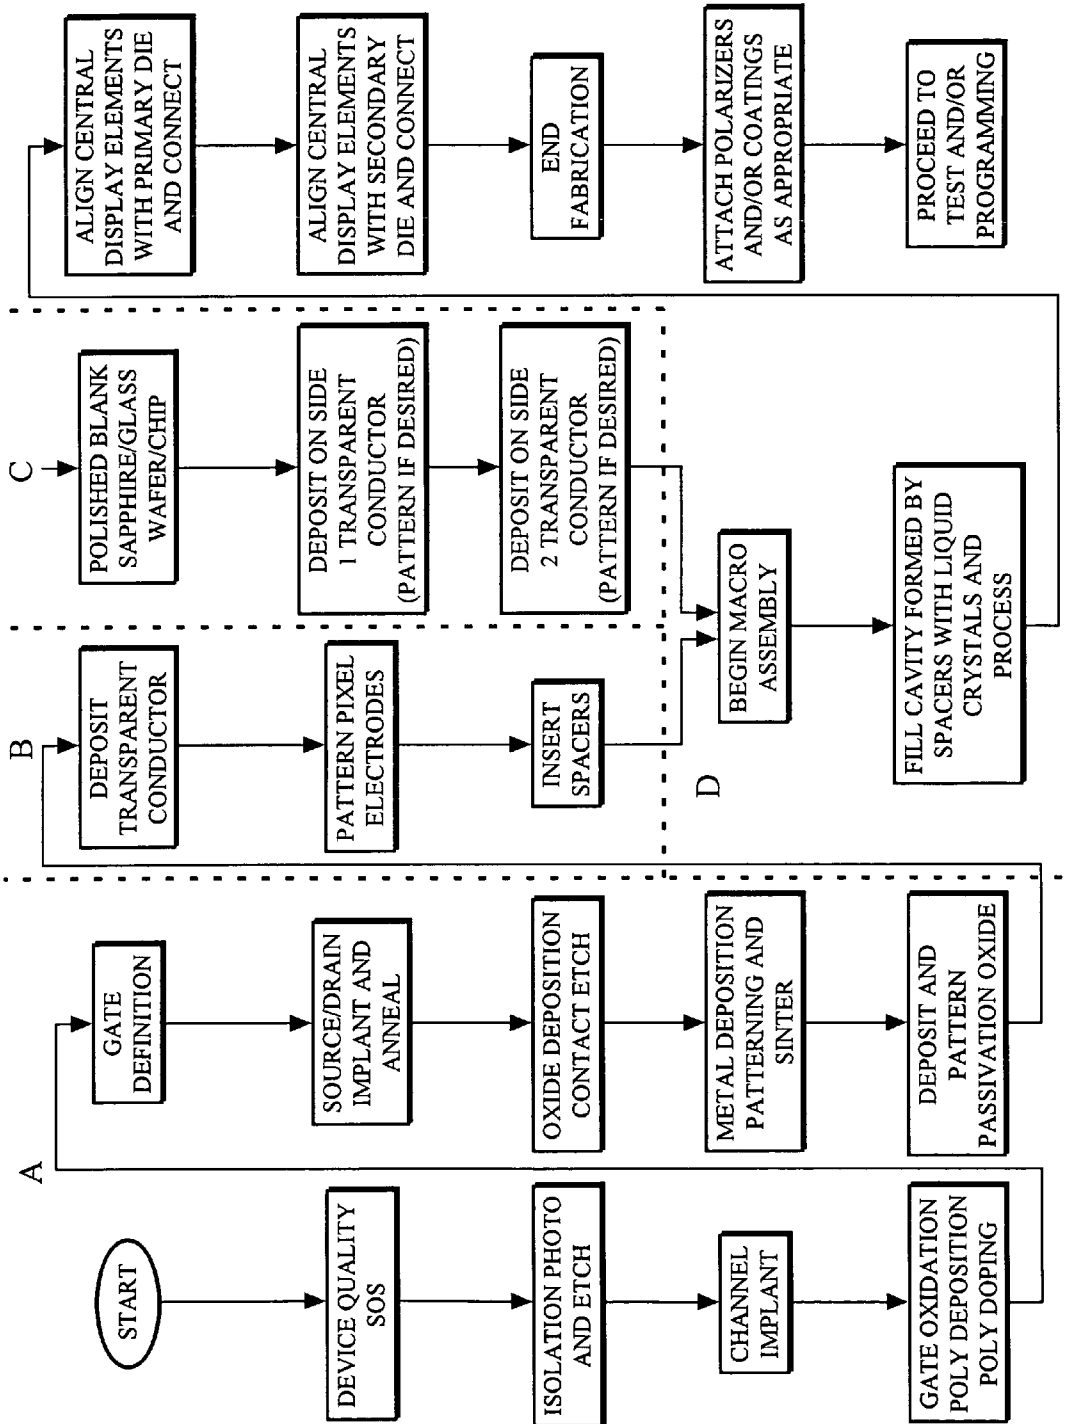 A
START
DEVICE QUALITY
SOS
ISOLATION PHOTO
AND ETCH
CHANNEL
IMPLANT
GATE OXIDATION
POLY DEPOSITION
POLY DOPING
GATE
DEFINITION
SOURCE/DRAIN
IMPLANT AND
ANNEAL
OXIDE DEPOSITION
CONTACT ETCH
METAL DEPOSITION
PATTERNING AND
SINTER
DEPOSIT AND
PATTERN
PASSIVATION OXIDE
B
DEPOSIT
TRANSPARENT
CONDUCTOR
PATTERN PIXEL
ELECTRODES
INSERT
SPACERS
C
POLISHED BLANK
SAPPHIRE/GLASS
WAFER/CHIP
DEPOSIT ON SIDE
1 TRANSPARENT
CONDUCTOR
(PATTERN IF DESIRED)
DEPOSIT ON SIDE
2 TRANSPARENT
CONDUCTOR
(PATTERN IF DESIRED)
D
BEGIN MACRO
ASSEMBLY
FILL CAVITY FORMED BY
SPACERS WITH LIQUID
CRYSTALS AND
PROCESS
ALIGN CENTRAL
DISPLAY ELEMENTS
WITH PRIMARY DIE
AND CONNECT
ALIGN CENTRAL
DISPLAY ELEMENTS
WITH SECONDARY
DIE AND CONNECT
END
FABRICATION
ATTACH POLARIZERS
AND/OR COATINGS
AS APPROPRIATE
PROCEED TO
TEST AND/OR
PROGRAMMING